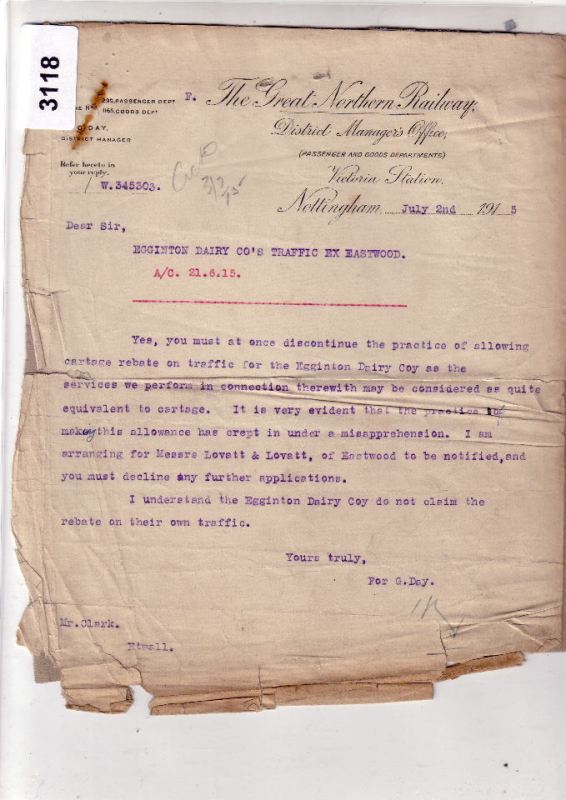 3118
295, PASSENGER DEPT
1165, GOODS DEPT
DAY,
DISTRICT MANAGER
F. The Great Northern Railway.
District Manager's Office,
(PASSENGER AND GOODS DEPARTMENTS)
Victoria Station,
Refer hereto in
your reply.
W.345303.
Nottingham, July 2nd 1915
Dear Sir,
EGGINTON DAIRY CO'S TRAFFIC EX EASTWOOD.
A/C. 21.6.15.
Yes, you must at once discontinue the practice of allowing
cartage rebate on traffic for the Egginton Dairy Coy as the
services we perform in connection therewith may be considered as quite
equivalent to cartage. It is very evident that the practice of
making this allowance has crept in under a misapprehension. I am
arranging for Messrs Lovatt & Lovatt, of Eastwood to be notified,and
you must decline any further applications.
I understand the Egginton Dairy Coy do not claim the
rebate on their own traffic.
Yours truly,
For G.Day.
Mr.Clark.
Etwall.